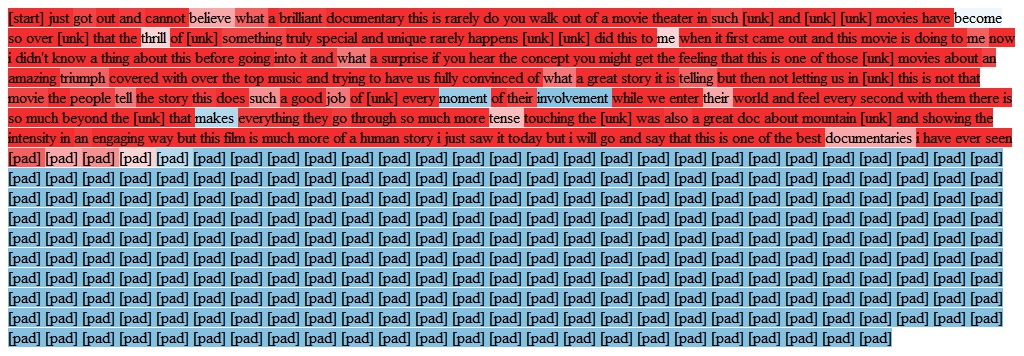 [start] just got out and cannot believe what a brilliant documentary this is rarely do you walk out of a movie theater in such [unk] and [unk] [unk] movies have become
so over [unk] that the thrill of [unk] something truly special and unique rarely happens [unk] [unk] did this to me when it first came out and this movie is doing to me now
i didn't know a thing about this before going into it and what a surprise if you hear the concept you might get the feeling that this is one of those [unk] movies about an
amazing triumph covered with over the top music and trying to have us fully convinced of what a great story it is telling but then not letting us in [unk] this is not that
movie the people tell the story this does such a good job of [unk] every moment of their involvement while we enter their world and feel every second with them there is
so much beyond the [unk] that makes everything they go through so much more tense touching the [unk] was also a great doc about mountain [unk] and showing the
intensity in an engaging way but this film is much more of a human story i just saw it today but i will go and say that this is one of the best documentaries i have ever seen
[pad] [pad] [pad] [pad] [pad] [pad] [pad] [pad] [pad] [pad] [pad] [pad] [pad] [pad] [pad] [pad] [pad] [pad] [pad] [pad] [pad] [pad] [pad] [pad] [pad] [pad] [pad]
[pad] [pad] [pad] [pad] [pad] [pad] [pad] [pad] [pad] [pad] [pad] [pad] [pad] [pad] [pad] [pad] [pad] [pad] [pad] [pad] [pad] [pad] [pad] [pad] [pad] [pad] [pad]
[pad] [pad] [pad] [pad] [pad] [pad] [pad] [pad] [pad] [pad] [pad] [pad] [pad] [pad] [pad] [pad] [pad] [pad] [pad] [pad] [pad] [pad] [pad] [pad] [pad] [pad] [pad]
[pad] [pad] [pad] [pad] [pad] [pad] [pad] [pad] [pad] [pad] [pad] [pad] [pad] [pad] [pad] [pad] [pad] [pad] [pad] [pad] [pad] [pad] [pad] [pad] [pad] [pad] [pad]
[pad] [pad] [pad] [pad] [pad] [pad] [pad] [pad] [pad] [pad] [pad] [pad] [pad] [pad] [pad] [pad] [pad] [pad] [pad] [pad] [pad] [pad] [pad] [pad] [pad] [pad] [pad]
[pad] [pad] [pad] [pad] [pad] [pad] [pad] [pad] [pad] [pad] [pad] [pad] [pad] [pad] [pad] [pad] [pad] [pad] [pad] [pad] [pad] [pad] [pad] [pad] [pad] [pad] [pad]
[pad] [pad] [pad] [pad] [pad] [pad] [pad] [pad] [pad] [pad] [pad] [pad] [pad] [pad] [pad] [pad] [pad] [pad] [pad] [pad] [pad] [pad] [pad] [pad] [pad] [pad] [pad]
[pad] [pad] [pad] [pad] [pad] [pad] [pad] [pad] [pad] [pad] [pad] [pad] [pad] [pad] [pad] [pad] [pad] [pad] [pad] [pad] [pad] [pad] [pad] [pad] [pad] [pad] [pad]
[pad] [pad] [pad] [pad] [pad] [pad] [pad] [pad] [pad] [pad] [pad] [pad] [pad] [pad] [pad] [pad] [pad] [pad] [pad] [pad] [pad] [pad] [pad] [pad] [pad] [pad] [pad]
[pad] [pad] [pad] [pad] [pad] [pad] [pad] [pad] [pad] [pad] [pad] [pad] [pad] [pad] [pad] [pad] [pad] [pad] [pad] [pad] [pad] [pad] [pad] [pad]